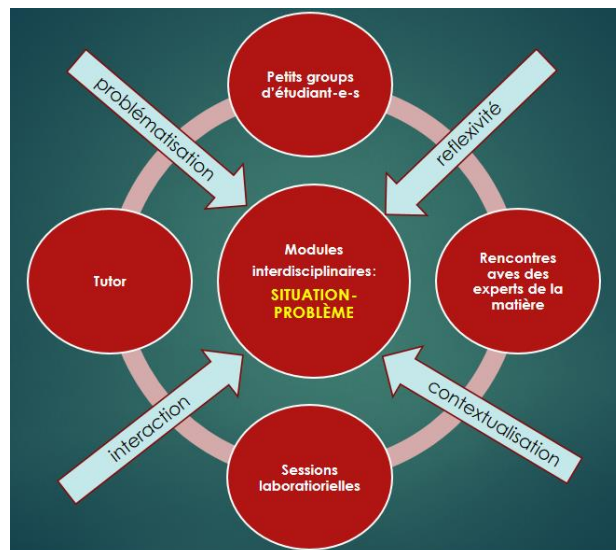 Petits groups
d'étudiant-e-s
problématisation
reflexivité
Modules
interdisciplinaires:
SITUATION-
PROBLÈME
Tutor
Rencontres
aves des
experts de la
matière
interaction
contextualisation
Sessions
laboratiorielles